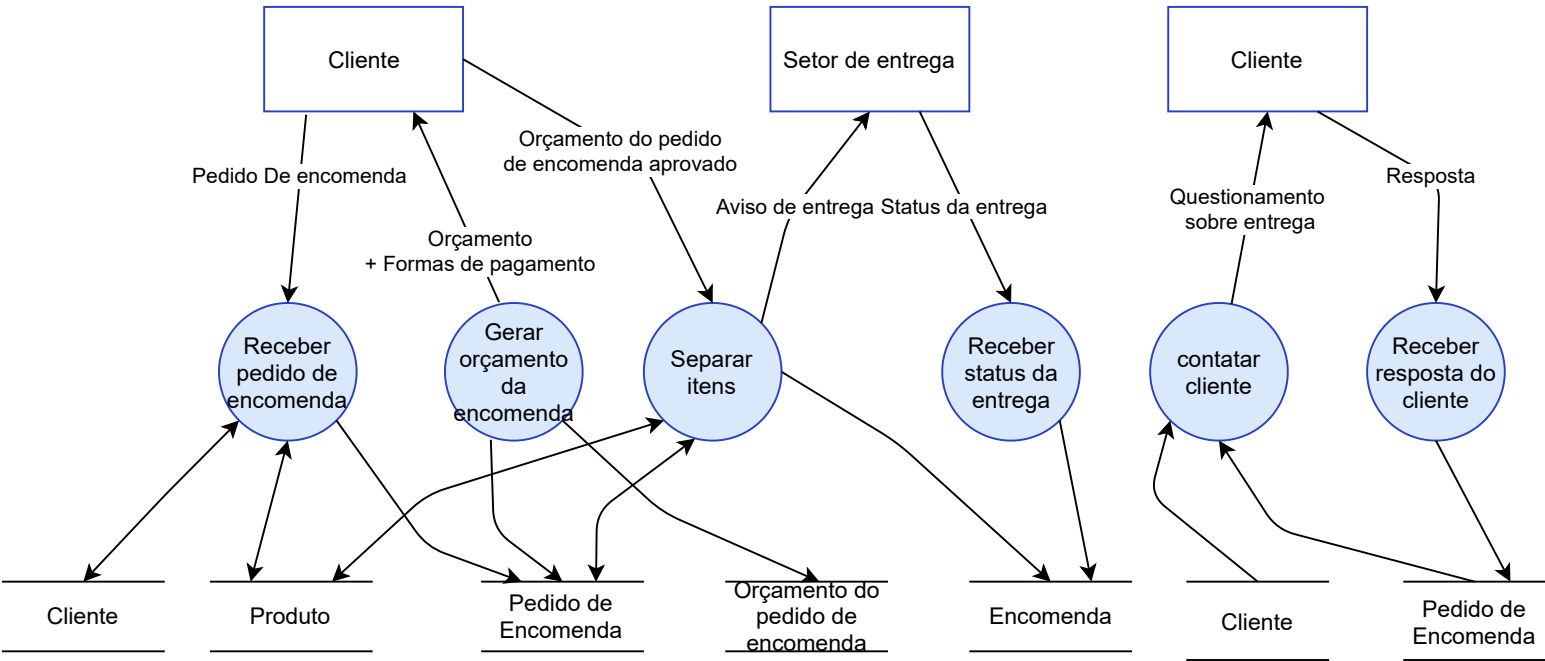 Cliente
Setor de entrega
Cliente
Orçamento do pedido
de encomenda aprovado
Pedido De encomenda
Resposta
Questionamento
sobre entrega
Aviso de entrega
Status da entrega
Orçamento
+ Formas de pagamento
Receber
pedido de
encomenda
Gerar
orçamento
da
encomenda
Separar
itens
Receber
status da
entrega
contatar
cliente
Receber
resposta do
cliente
Cliente
Produto
Pedido de
Encomenda
Orçamento do
pedido de
encomenda
Encomenda
Cliente
Pedido de
Encomenda